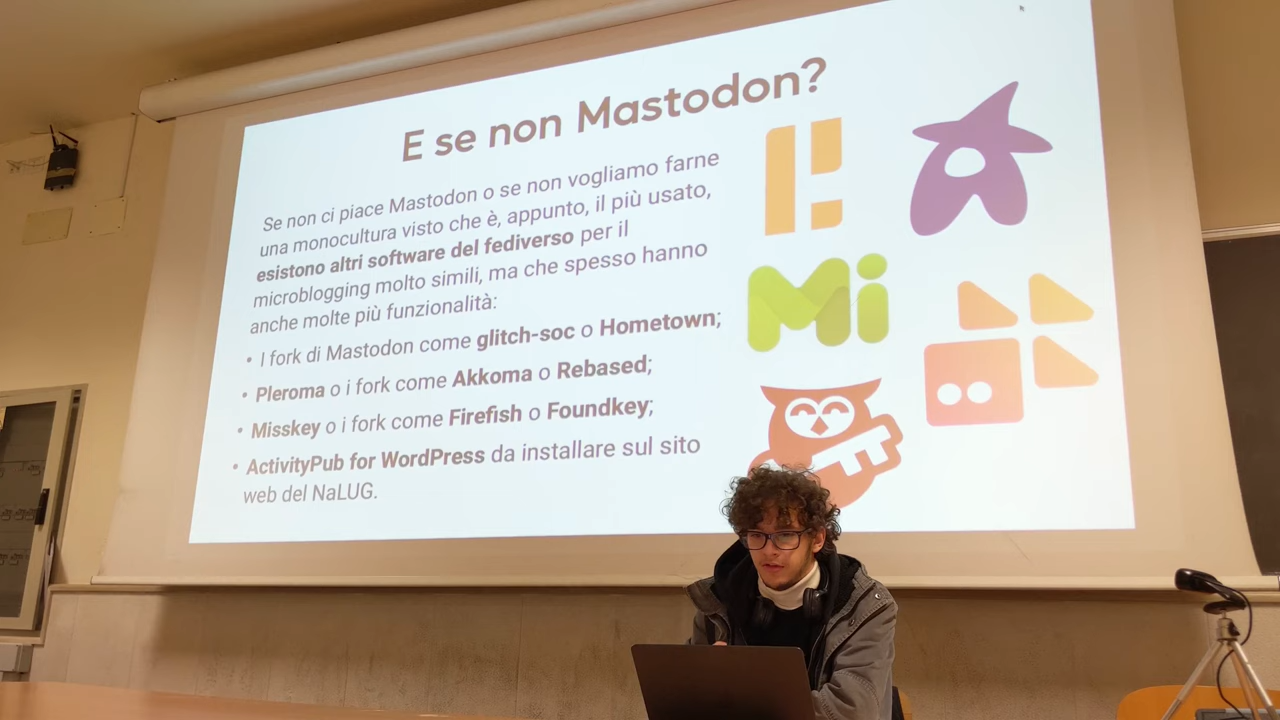 E se non Mastodon?
Se non ci piace Mastodon o se non vogliamo farne
una monocultura visto che è, appunto, il più usato,
esistono altri software del fediverso per il
microblogging molto simili, ma che spesso hanno
anche molte più funzionalità:
• I fork di Mastodon come glitch-soc o Hometown;
• Pleroma o i fork come Akkoma o Rebased;
• Misskey o i fork come Firefish o Foundkey;
• ActivityPub for WordPress da installare sul sito
web del NaLUG.
Mi